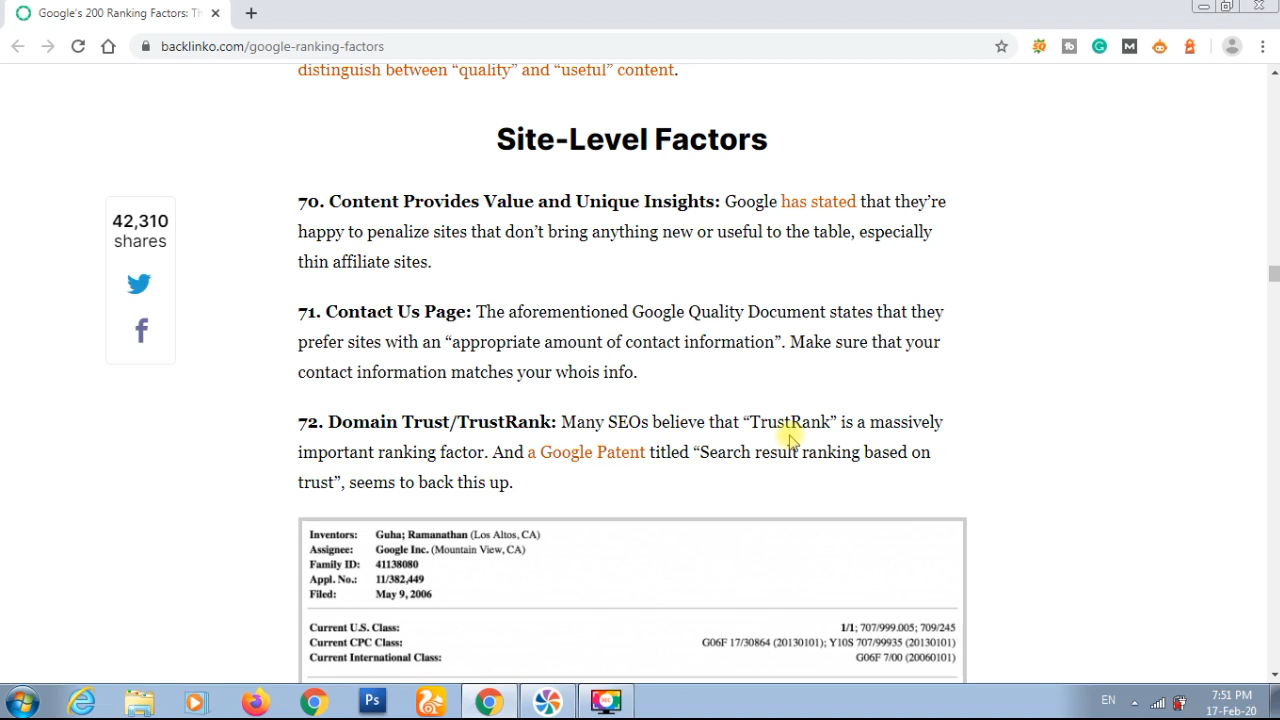 Google's 200 Ranking Factors: Th
backlinko.com/google-ranking-factors
distinguish between “quality” and “useful” content.
Site-Level Factors
42,310
shares
70. Content Provides Value and Unique Insights: Google has stated that they’re
happy to penalize sites that don’t bring anything new or useful to the table, especially
thin affiliate sites.
71. Contact Us Page: The aforementioned Google Quality Document states that they
prefer sites with an “appropriate amount of contact information”. Make sure that your
contact information matches your whois info.
72. Domain Trust/TrustRank: Many SEOs believe that “TrustRank” is a massively
important ranking factor. And a Google Patent titled “Search result ranking based on
trust”, seems to back this up.
Inventors: Guha; Ramanathan (Los Altos, CA)
Assignee: Google Inc. (Mountain View, CA)
Family ID: 41138080
Appl. No.: 11/382,449
Filed: May 9, 2006
Current U.S. Class: 1/1; 707/999.005; 709/245
Current CPC Class: G06F 17/30864 (20130101); Y10S 707/99935 (20130101)
Current International Class: G06F 7/00 (20060101)
Ps
EN
7:51 PM
17-Feb-20